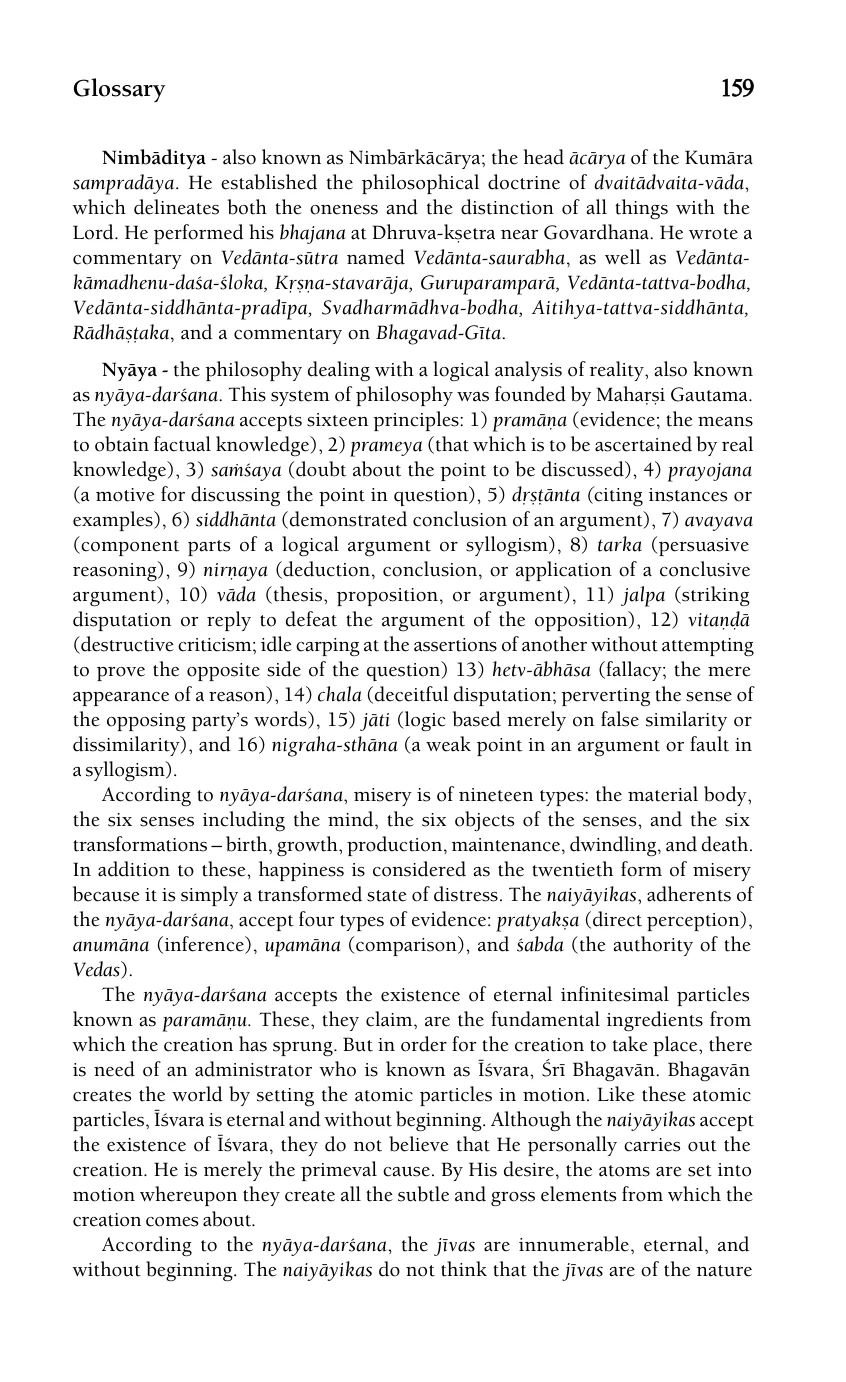 Glossary 159
Nimbāditya - also known as Nimbārkācārya; the head ācārya of the Kumāra
sampradāya. He established the philosophical doctrine of dvaitādvaita-vāda,
which delineates both the oneness and the distinction of all things with the
Lord. He performed his bhajana at Dhruva-kṣetra near Govardhana. He wrote a
commentary on Vedānta-sūtra named Vedānta-saurabha, as well as Vedānta-
kāmadhenu-daśa-śloka, Kṛṣṇa-stavarāja, Guruparamparā, Vedānta-tattva-bodha,
Vedānta-siddhānta-pradīpa, Svadharmādhva-bodha, Aitihya-tattva-siddhānta,
Rādhāṣṭaka, and a commentary on Bhagavad-Gīta.
Nyāya - the philosophy dealing with a logical analysis of reality, also known
as nyāya-darśana. This system of philosophy was founded by Mahaṛṣi Gautama.
The nyāya-darśana accepts sixteen principles: 1) pramāṇa (evidence; the means
to obtain factual knowledge), 2) prameya (that which is to be ascertained by real
knowledge), 3) saṁśaya (doubt about the point to be discussed), 4) prayojana
(a motive for discussing the point in question), 5) dṛṣṭānta (citing instances or
examples), 6) siddhānta (demonstrated conclusion of an argument), 7) avayava
(component parts of a logical argument or syllogism), 8) tarka (persuasive
reasoning), 9) nirṇaya (deduction, conclusion, or application of a conclusive
argument), 10) vāda (thesis, proposition, or argument), 11) jalpa (striking
disputation or reply to defeat the argument of the opposition), 12) vitaṇḍā
(destructive criticism; idle carping at the assertions of another without attempting
to prove the opposite side of the question) 13) hetv-ābhāsa (fallacy; the mere
appearance of a reason), 14) chala (deceitful disputation; perverting the sense of
the opposing party's words), 15) jāti (logic based merely on false similarity or
dissimilarity), and 16) nigraha-sthāna (a weak point in an argument or fault in
a syllogism).
According to nyāya-darśana, misery is of nineteen types: the material body,
the six senses including the mind, the six objects of the senses, and the six
transformations – birth, growth, production, maintenance, dwindling, and death.
In addition to these, happiness is considered as the twentieth form of misery
because it is simply a transformed state of distress. The naiyāyikas, adherents of
the nyāya-darśana, accept four types of evidence: pratyakṣa (direct perception),
anumāna (inference), upamāna (comparison), and śabda (the authority of the
Vedas).
The nyāya-darśana accepts the existence of eternal infinitesimal particles
known as paramāṇu. These, they claim, are the fundamental ingredients from
which the creation has sprung. But in order for the creation to take place, there
is need of an administrator who is known as Īśvara, Śrī Bhagavān. Bhagavān
creates the world by setting the atomic particles in motion. Like these atomic
particles, Īśvara is eternal and without beginning. Although the naiyāyikas accept
the existence of Īśvara, they do not believe that He personally carries out the
creation. He is merely the primeval cause. By His desire, the atoms are set into
motion whereupon they create all the subtle and gross elements from which the
creation comes about.
According to the nyāya-darśana, the jīvas are innumerable, eternal, and
without beginning. The naiyāyikas do not think that the jīvas are of the nature